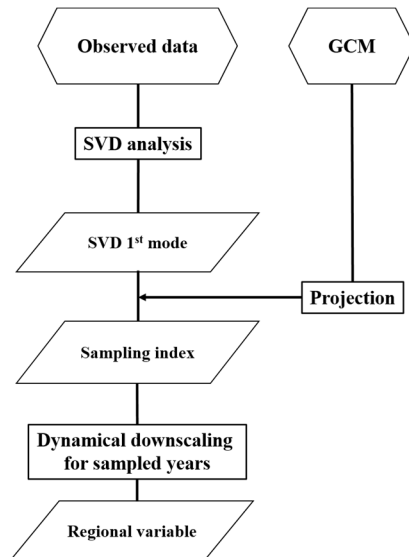 Observed data
GCM
SVD analysis
SVD 1st mode
Projection
Sampling index
Dynamical downscaling
for sampled years
Regional variable